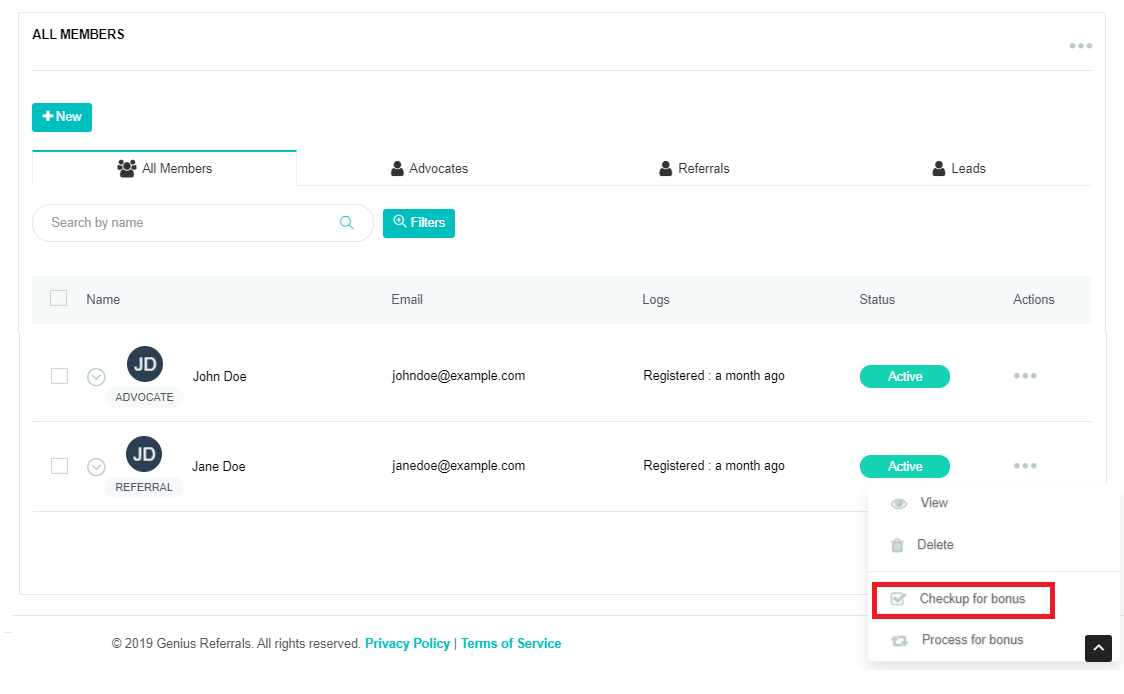 ALL MEMBERS
New
All Members Advocates Referrals Leads
Search by name Filters
Name Email Logs Status Actions
JD
John Doe johndoe@example.com Registered : a month ago Active
ADVOCATE
JD
Jane Doe janedoe@example.com Registered : a month ago Active
REFERRAL
View
Delete
Checkup for bonus
Process for bonus
© 2019 Genius Referrals. All rights reserved. Privacy Policy | Terms of Service